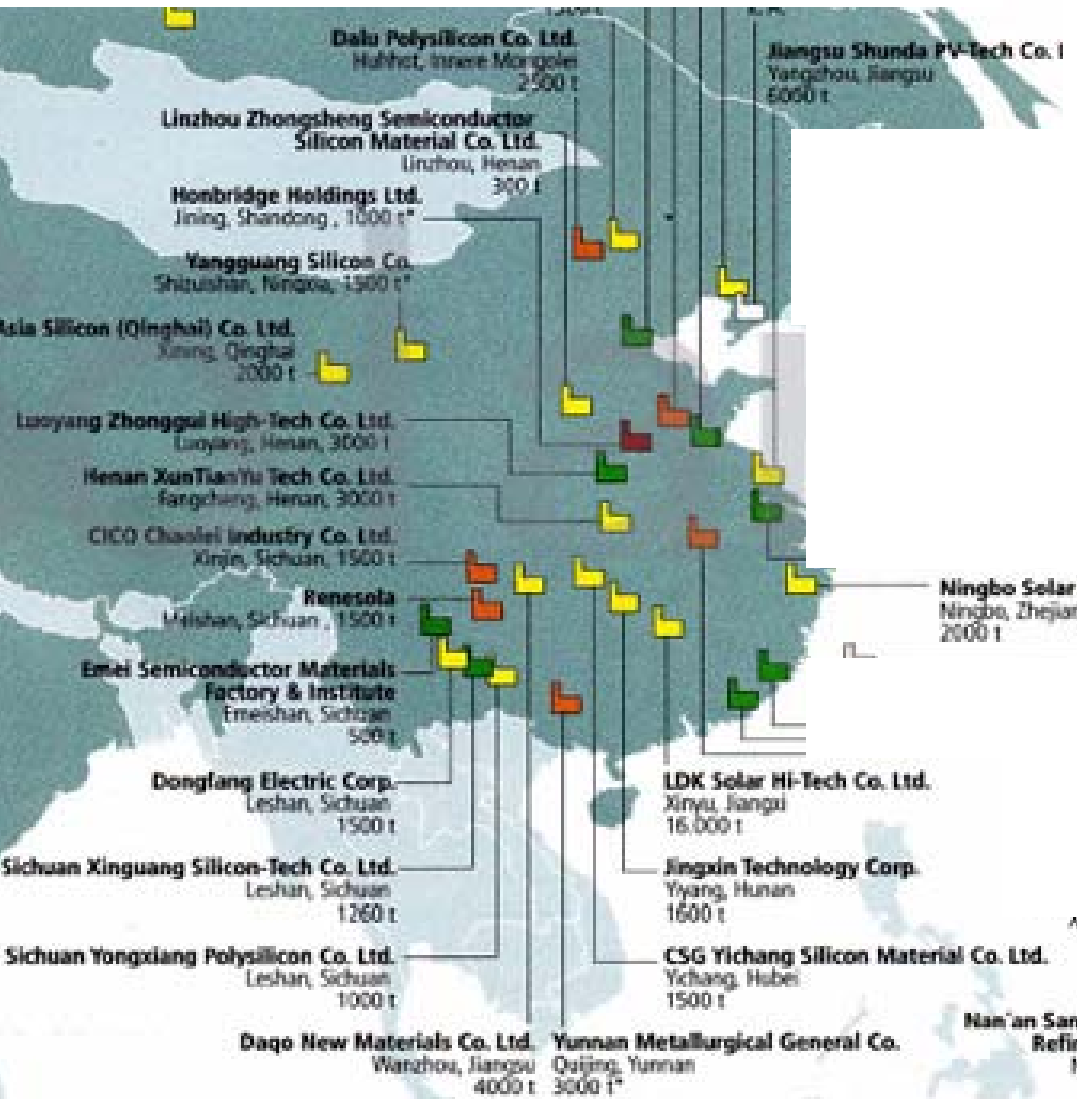 Dalu Polysilicon Co. Ltd.
Huhhot, Innere Mongolei
2500 t
Jiangsu Shunda PV-Tech Co. l
Yangzhou, Jiangsu
6000 t
Linzhou Zhongsheng Semiconductor
Silicon Material Co. Ltd.
Linzhou, Henan
300 t
Honbridge Holdings Ltd.
Jining, Shandong , 1000 t*
Yangguang Silicon Co.
Shizuishan, Ningxia, 1500 t*
Asia Silicon (Qinghai) Co. Ltd.
Xining, Qinghai
2000 t
Luoyang Zhonggui High-Tech Co. Ltd.
Luoyang, Henan, 3000 t
Henan XunTianYu Tech Co. Ltd.
Fangcheng, Henan, 3000 t
CICO Chaolei Industry Co. Ltd.
Xinjin, Sichuan, 1500 t
Renesola
Meishan, Sichuan , 1500 t
Ningbo Solar
Ningbo, Zhejian
2000 t
Emei Semiconductor Materials
Factory & Institute
Emeishan, Sichuan
500 t
Dongfang Electric Corp.
Leshan, Sichuan
1500 t
LDK Solar Hi-Tech Co. Ltd.
Xinyu, Jiangxi
16.000 t
Sichuan Xinguang Silicon-Tech Co. Ltd.
Leshan, Sichuan
1260 t
Jingxin Technology Corp.
Yiyang, Hunan
1600 t
Sichuan Yongxiang Polysilicon Co. Ltd.
Leshan, Sichuan
1000 t
CSG Yichang Silicon Material Co. Ltd.
Yichang, Hubei
1500 t
Nan'an San
Refi
Daqo New Materials Co. Ltd.
Wanzhou, Jiangsu
4000 t
Yunnan Metallurgical General Co.
Qujing, Yunnan
3000 t*